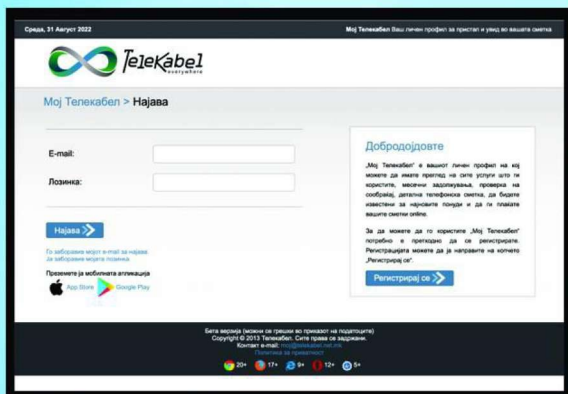 Среда, 31 Август 2022
Мој Телекабел Ваш личен профил за пристап и увид во вашата сметка
TeleKabel
everywhere
Мој Телекабел > Најава
E-mail:
Лозинка:
Најава
Го заборавив мојот e-mail за најава
Ја заборавив мојата лозинка
Преземете ја мобилната апликација
App Store
Google Play
Добродојдовте
„Мој Телекабел" е вашиот личен профил на кој
можете да имате преглед на сите услуги што ги
користите, месечни задолжувања, проверка на
сообраќај, детална телефонска сметка, да бидете
известени за најновите понуди и да ги плаќате
вашите сметки online.
За да можете да го користите „Мој Телекабел"
потребно е претходно да се регистрирате.
Регистрацијата можете да ја направите на копчето
„Регистрирај се".
Регистрирај се
Бета верзија (можни се грешки во приказот на податоците)
Copyright © 2013 Телекабел. Сите права се задржани.
Контакт e-mail: moj@telekabel.net.mk
Политика за приватност
20+ 17+ 9+ 12+ 5+